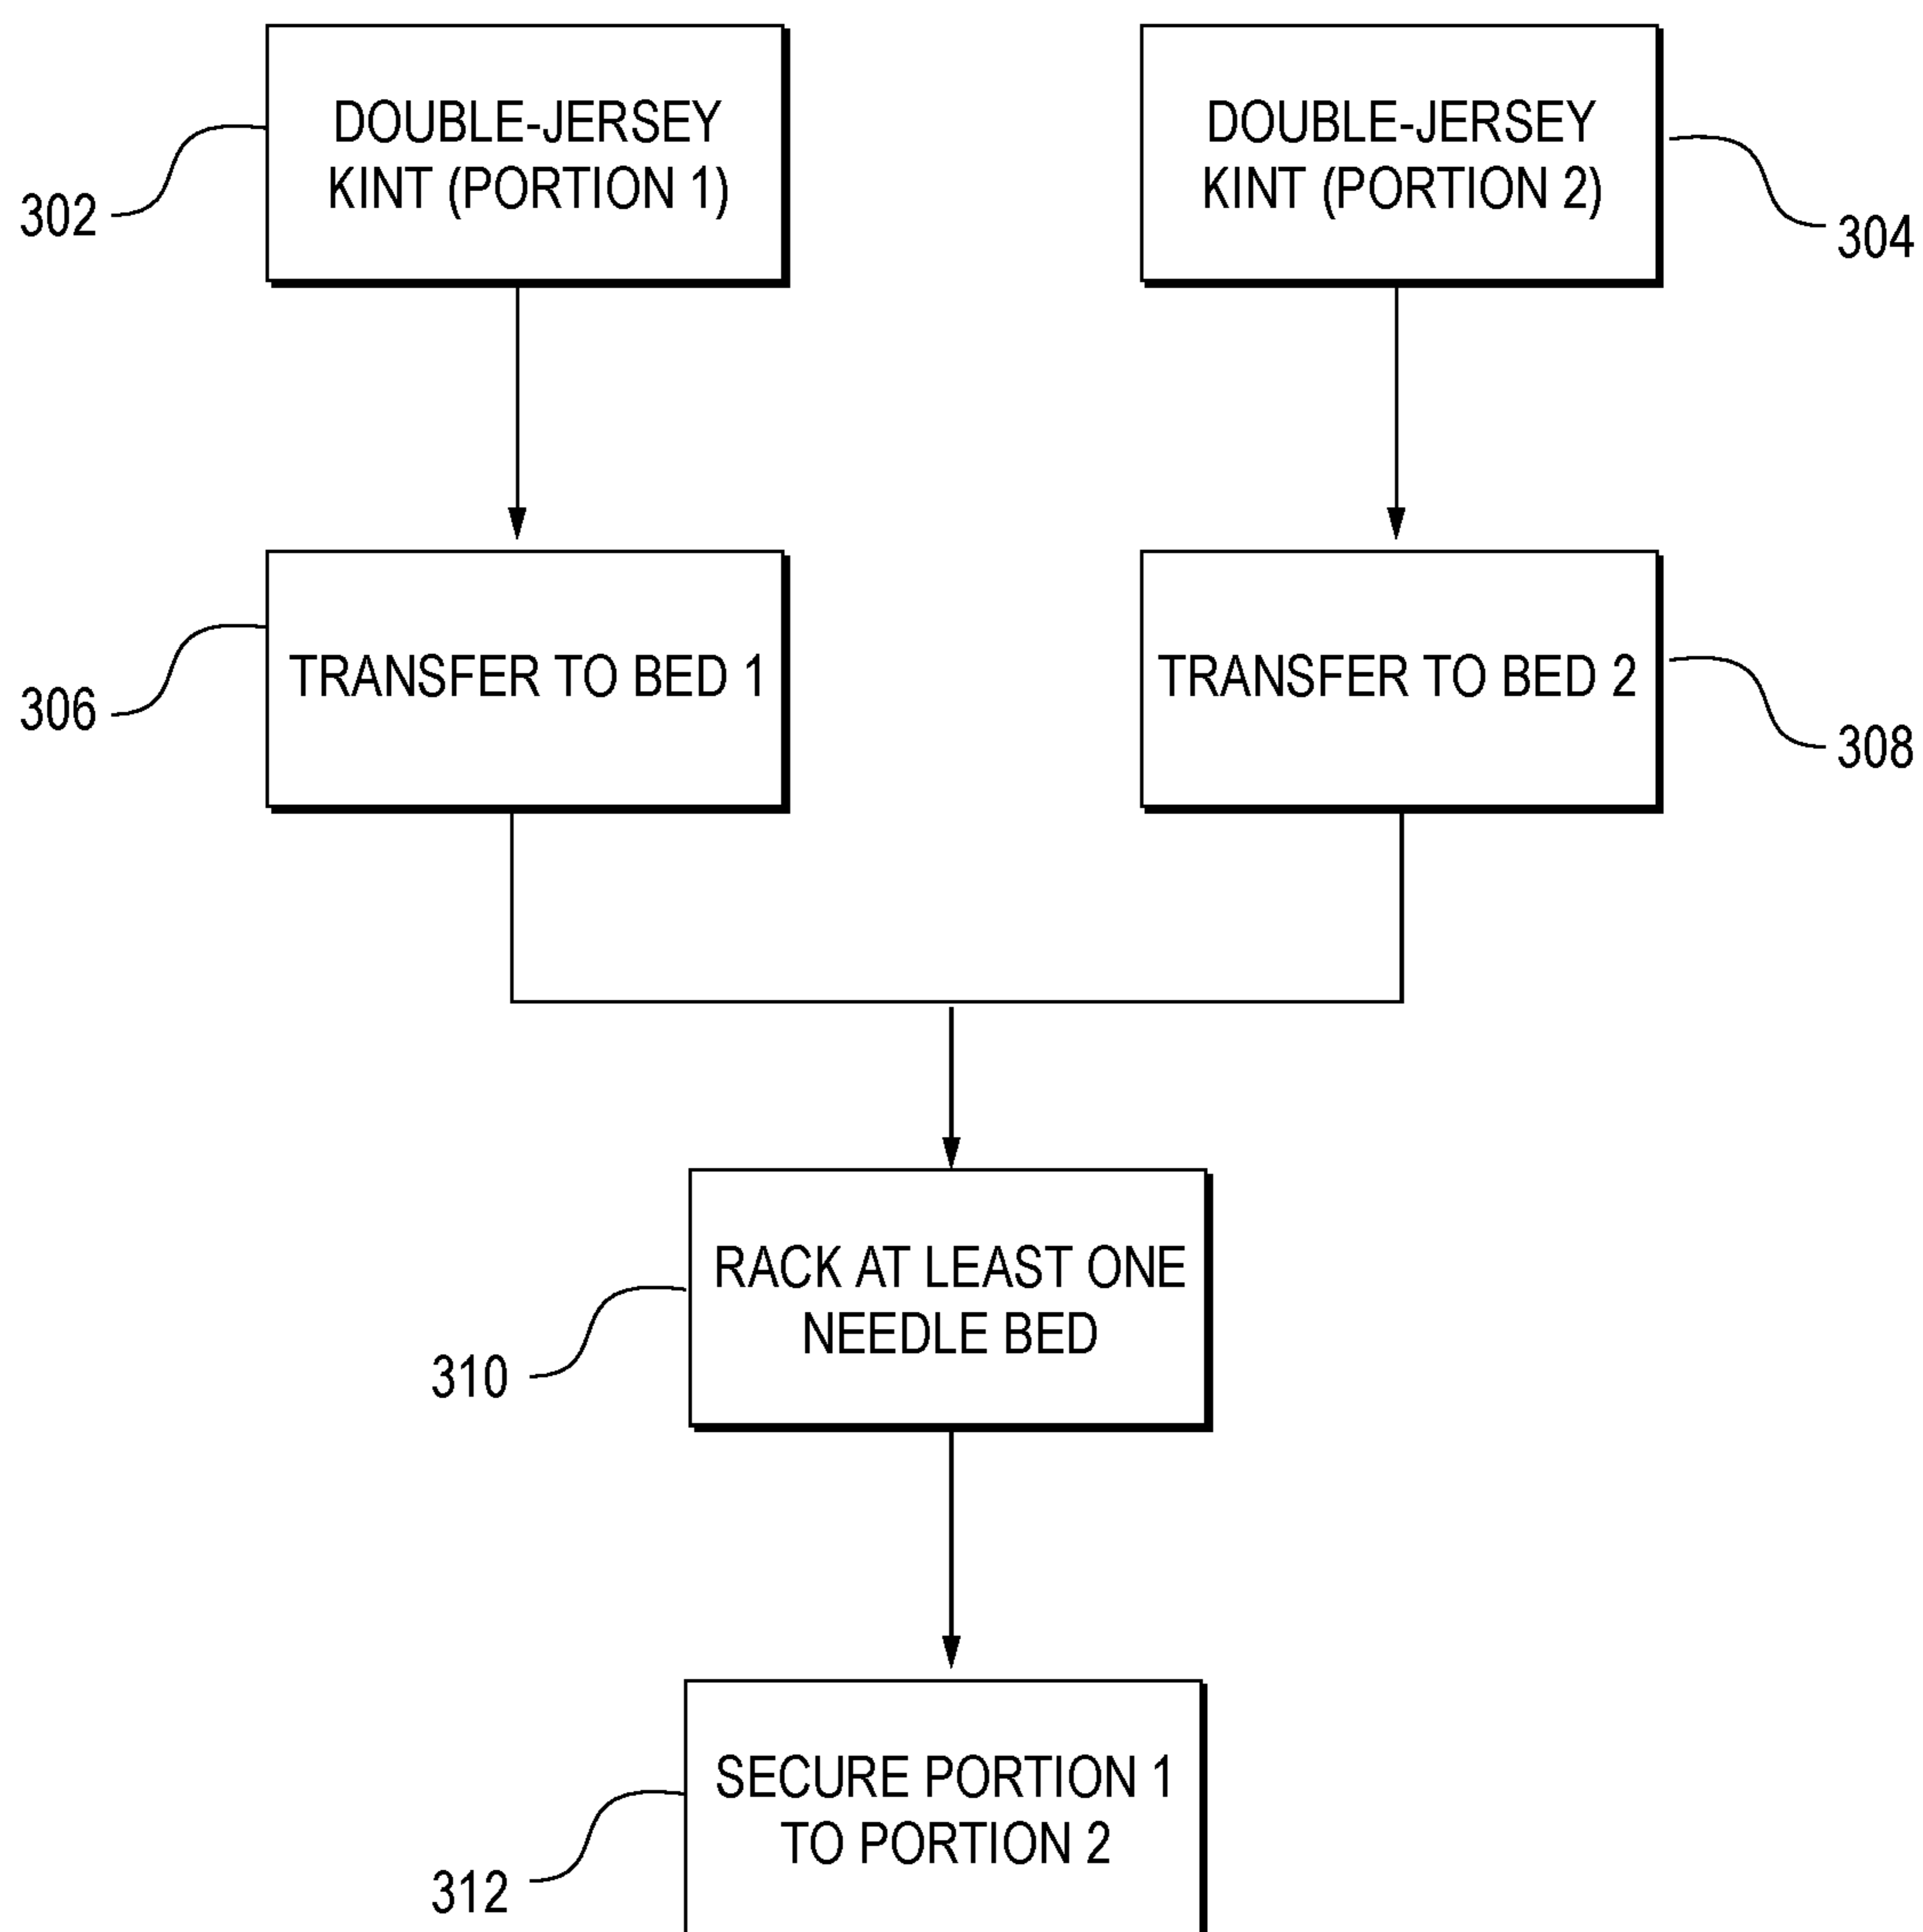 DOUBLE-JERSEY
KINT (PORTION 1)
302
DOUBLE-JERSEY
KINT (PORTION 2)
304
TRANSFER TO BED 1
306
TRANSFER TO BED 2
308
RACK AT LEAST ONE
NEEDLE BED
310
SECURE PORTION 1
TO PORTION 2
312